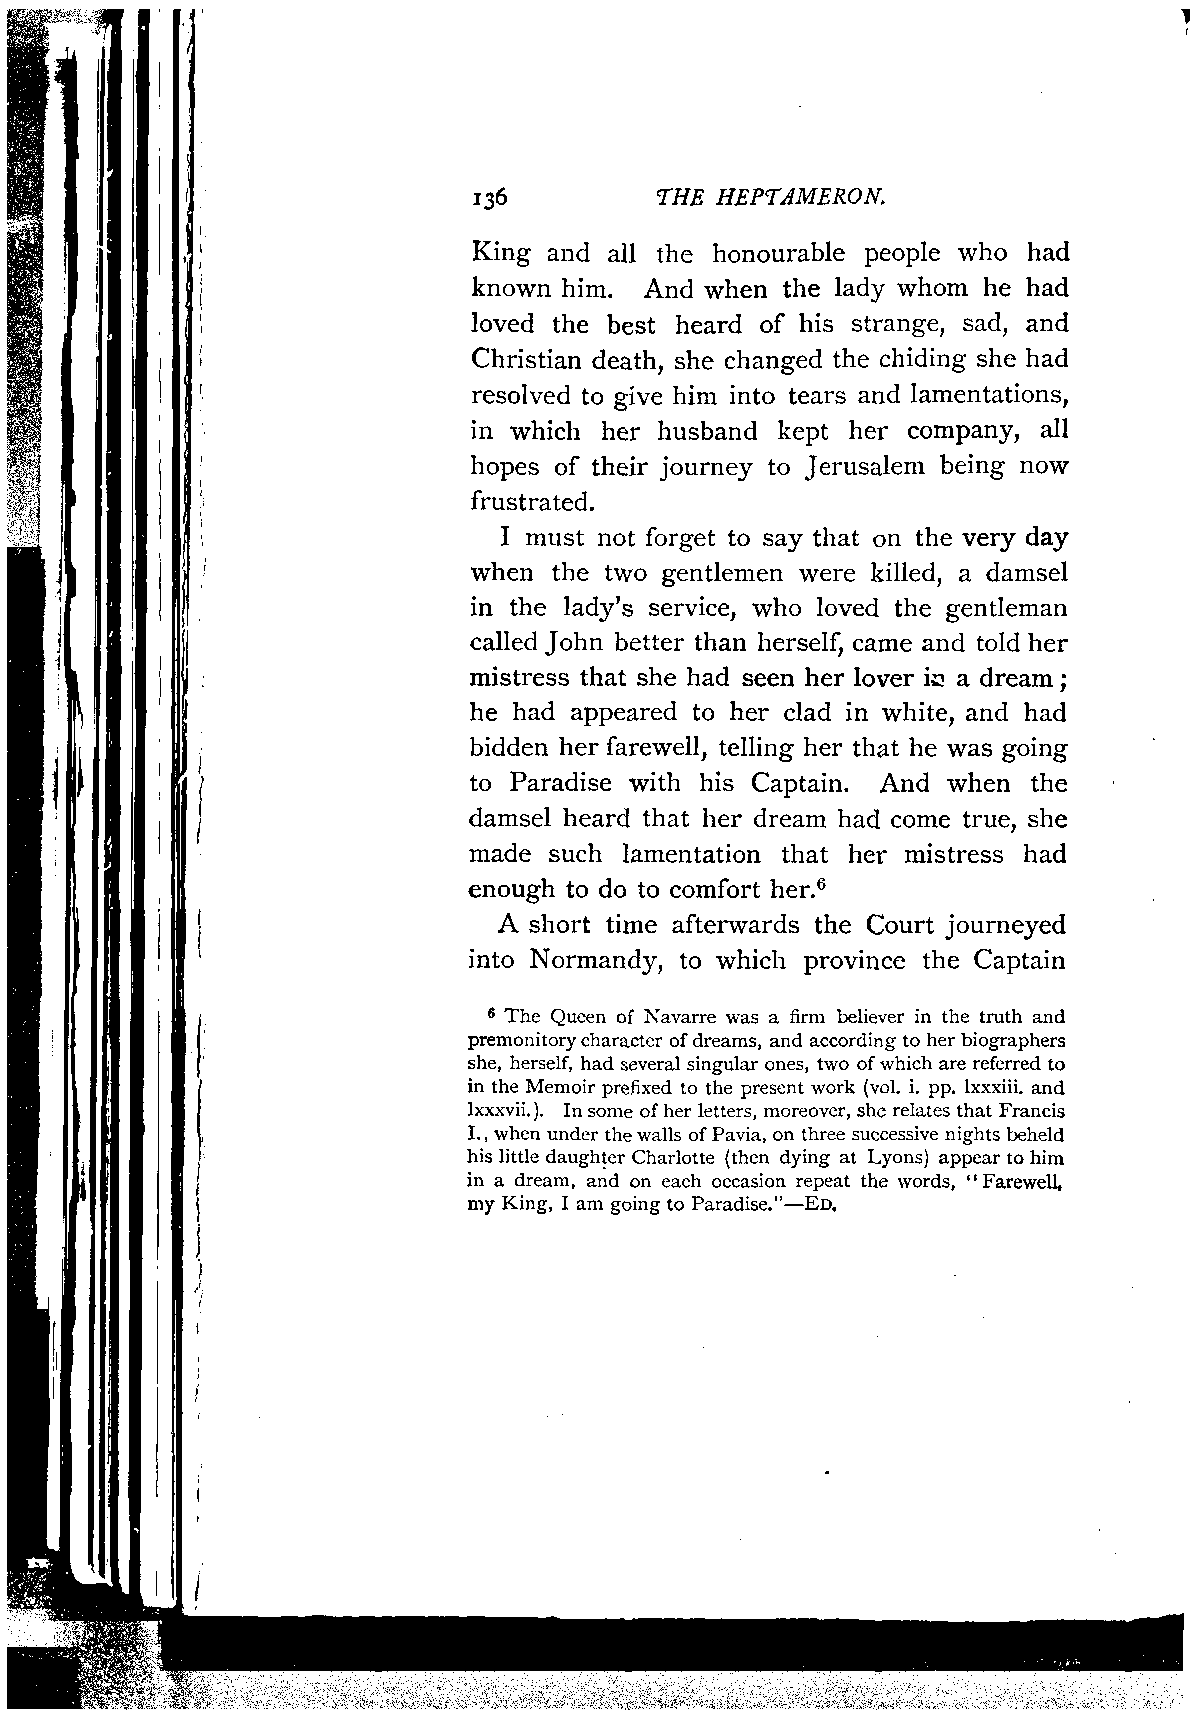 136 THE HEPTAMERON.
King and all the honourable people who had
known him. And when the lady whom he had
loved the best heard of his strange, sad, and
Christian death, she changed the chiding she had
resolved to give him into tears and lamentations,
in which her husband kept her company, all
hopes of their journey to Jerusalem being now
frustrated.
I must not forget to say that on the very day
when the two gentlemen were killed, a damsel
in the lady's service, who loved the gentleman
called John better than herself, came and told her
mistress that she had seen her lover in a dream;
he had appeared to her clad in white, and had
bidden her farewell, telling her that he was going
to Paradise with his Captain. And when the
damsel heard that her dream had come true, she
made such lamentation that her mistress had
enough to do to comfort her.⁶
A short time afterwards the Court journeyed
into Normandy, to which province the Captain
⁶ The Queen of Navarre was a firm believer in the truth and
premonitory character of dreams, and according to her biographers
she, herself, had several singular ones, two of which are referred to
in the Memoir prefixed to the present work (vol. i. pp. lxxxiii. and
lxxxvii.). In some of her letters, moreover, she relates that Francis
I., when under the walls of Pavia, on three successive nights beheld
his little daughter Charlotte (then dying at Lyons) appear to him
in a dream, and on each occasion repeat the words, "Farewell,
my King, I am going to Paradise."—ED.